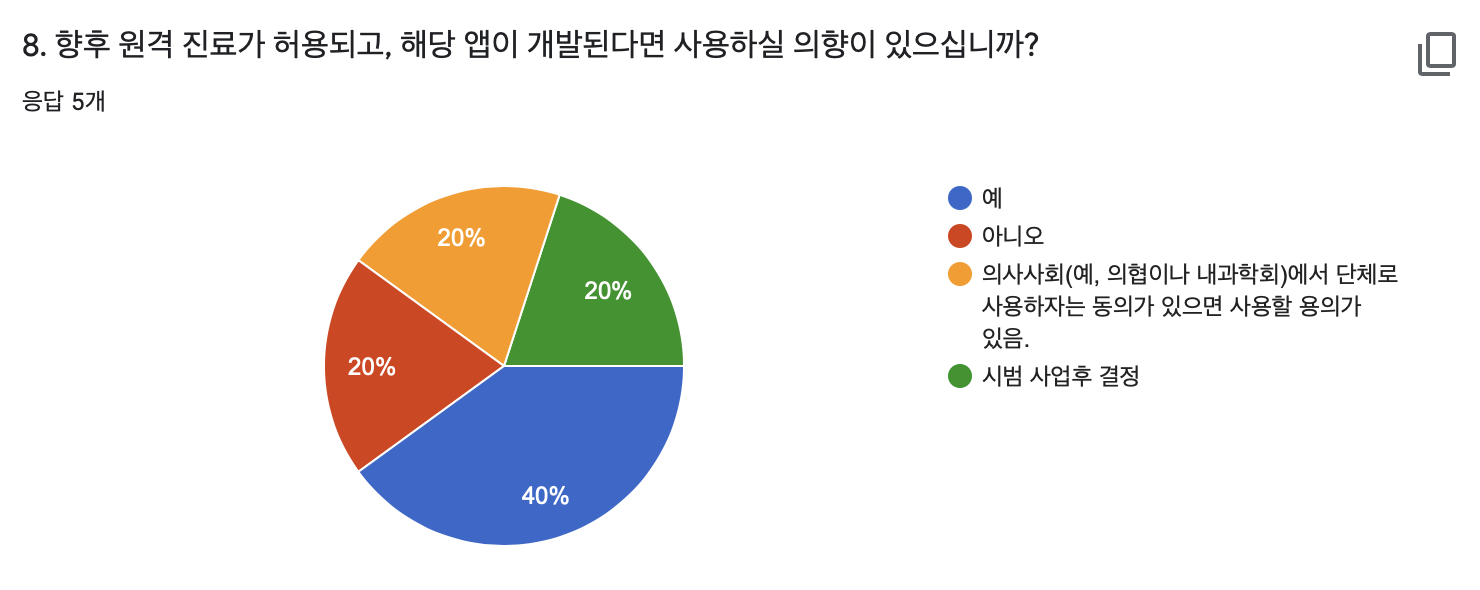 8. 향후 원격 진료가 허용되고, 해당 앱이 개발된다면 사용하실 의향이 있으십니까?
응답 5개
20%
20%
20%
40%
예
아니오
의사사회(예, 의협이나 내과학회)에서 단체로
사용하자는 동의가 있으면 사용할 용의가
있음.
시범 사업후 결정